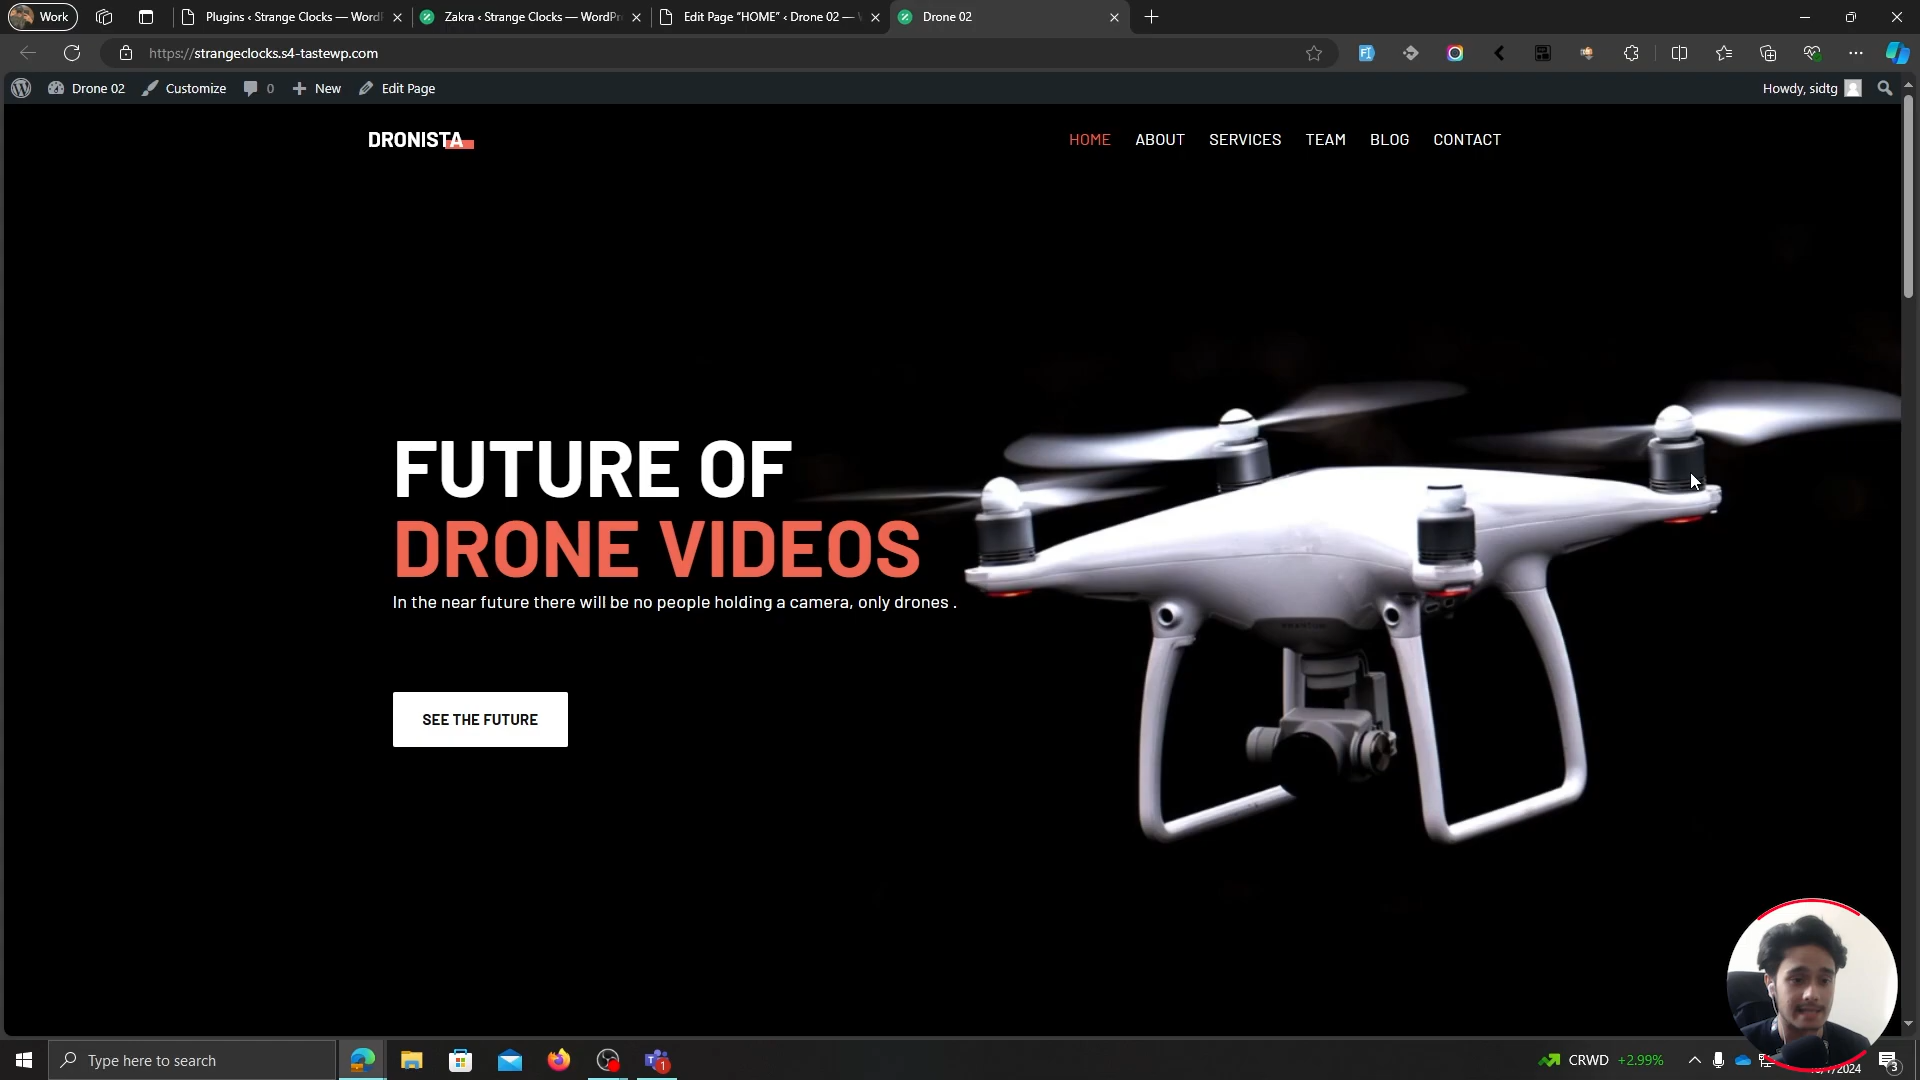 Work
Plugins ‹ Strange Clocks — Word
Zakra ‹ Strange Clocks — WordPr
Edit Page “HOME” ‹ Drone 02 —
Drone 02
https://strangeclocks.s4-tastewp.com
Drone 02
Customize
0
New
Edit Page
Howdy, sidtg
DRONISTA
HOME
ABOUT
SERVICES
TEAM
BLOG
CONTACT
FUTURE OF
DRONE VIDEOS
In the near future there will be no people holding a camera, only drones .
SEE THE FUTURE
Type here to search
1
CRWD +2.99%
3